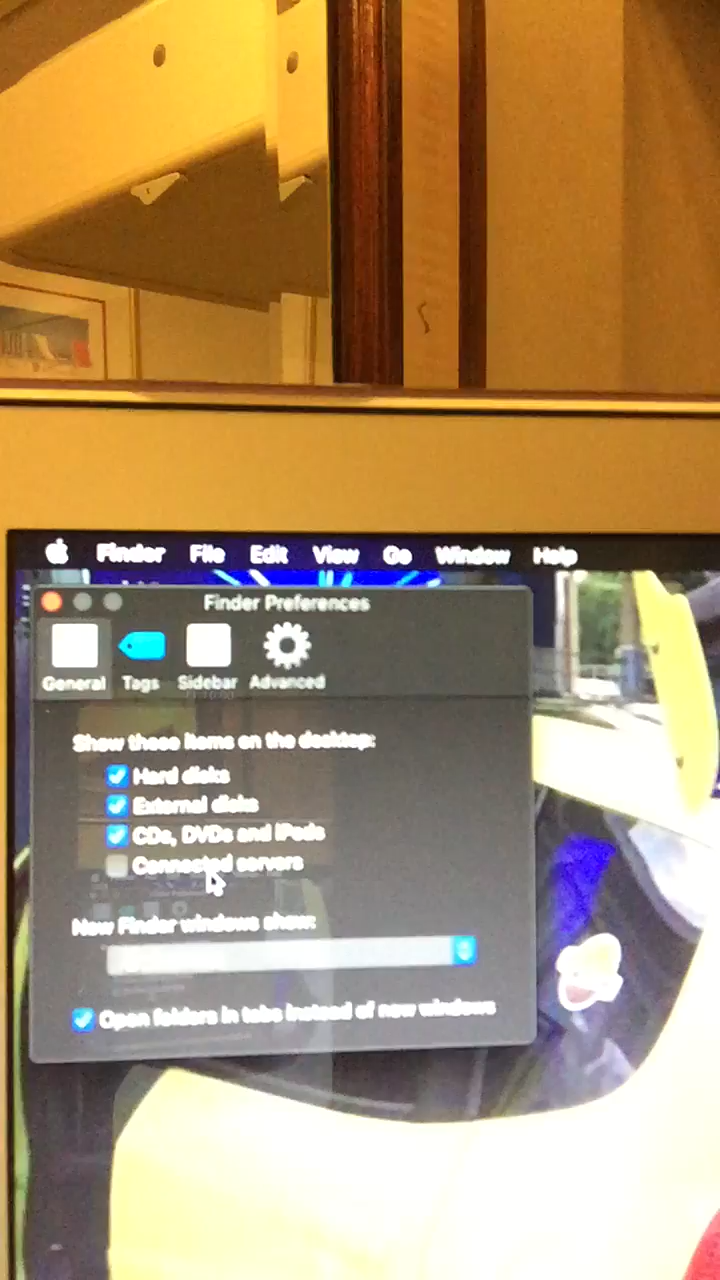 Finder File Edit View Go Window Help
Finder Preferences
General Tags Sidebar Advanced
Show these items on the desktop:
Hard disks
External disks
CDs, DVDs and iPods
Connected servers
New Finder windows show:
Open folders in tabs instead of new windows